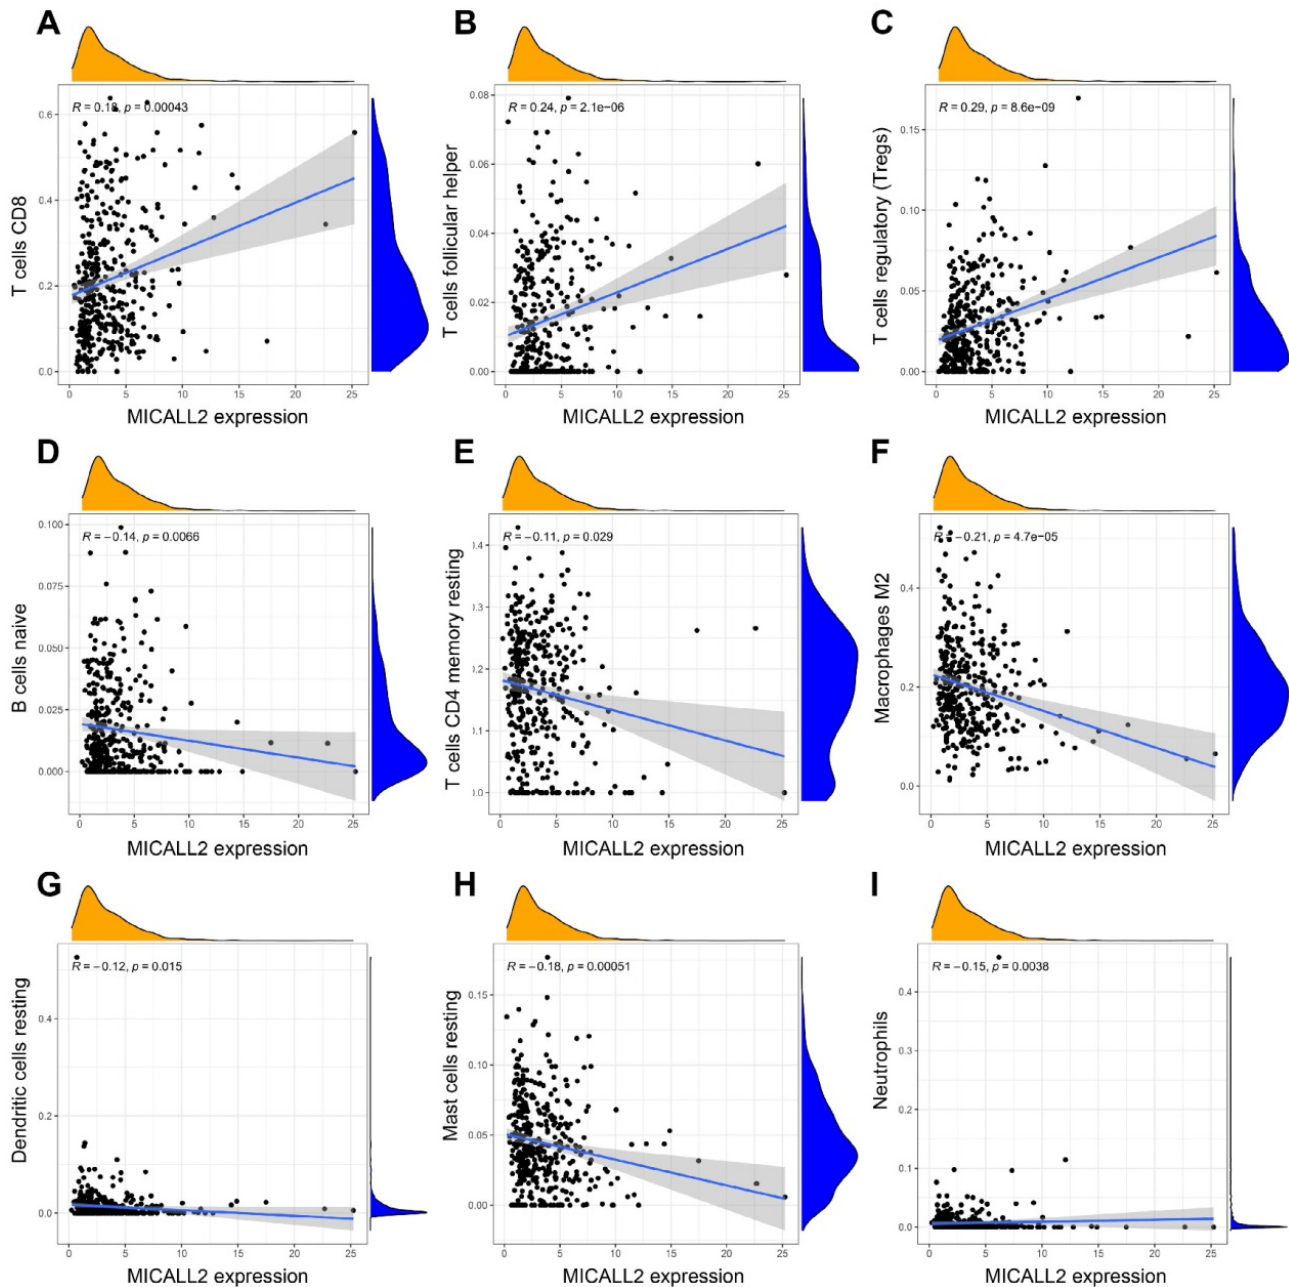 A
R = 0.18, p = 0.00043
T cells CD8
0.6
0.4
0.2
0.0
0 5 10 15 20 25
MICALL2 expression
B
R = 0.24, p = 2.1e−06
T cells follicular helper
0.08
0.06
0.04
0.02
0.00
0 5 10 15 20 25
MICALL2 expression
C
R = 0.29, p = 8.6e−09
T cells regulatory (Tregs)
0.15
0.10
0.05
0.00
0 5 10 15 20 25
MICALL2 expression
D
R = −0.14, p = 0.0066
B cells naive
0.100
0.075
0.050
0.025
0.000
0 5 10 15 20 25
MICALL2 expression
E
R = −0.11, p = 0.029
T cells CD4 memory resting
1.4
1.3
1.2
1.1
1.0
0 5 10 15 20 25
MICALL2 expression
F
R = −0.21, p = 4.7e−05
Macrophages M2
0.4
0.2
0.0
0 5 10 15 20 25
MICALL2 expression
G
R = −0.12, p = 0.015
Dendritic cells resting
0.4
0.2
0.0
0 5 10 15 20 25
MICALL2 expression
H
R = −0.18, p = 0.00051
Mast cells resting
0.15
0.10
0.05
0.00
0 5 10 15 20 25
MICALL2 expression
I
R = −0.15, p = 0.0038
Neutrophils
0.4
0.3
0.2
0.1
0.0
0 5 10 15 20 25
MICALL2 expression